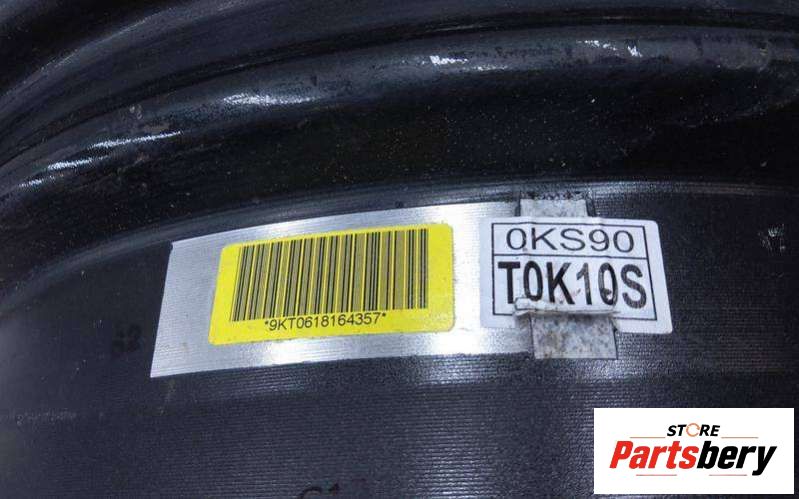 0KS90
T0K10S
*9KT0618164357*
STORE
Partsbery